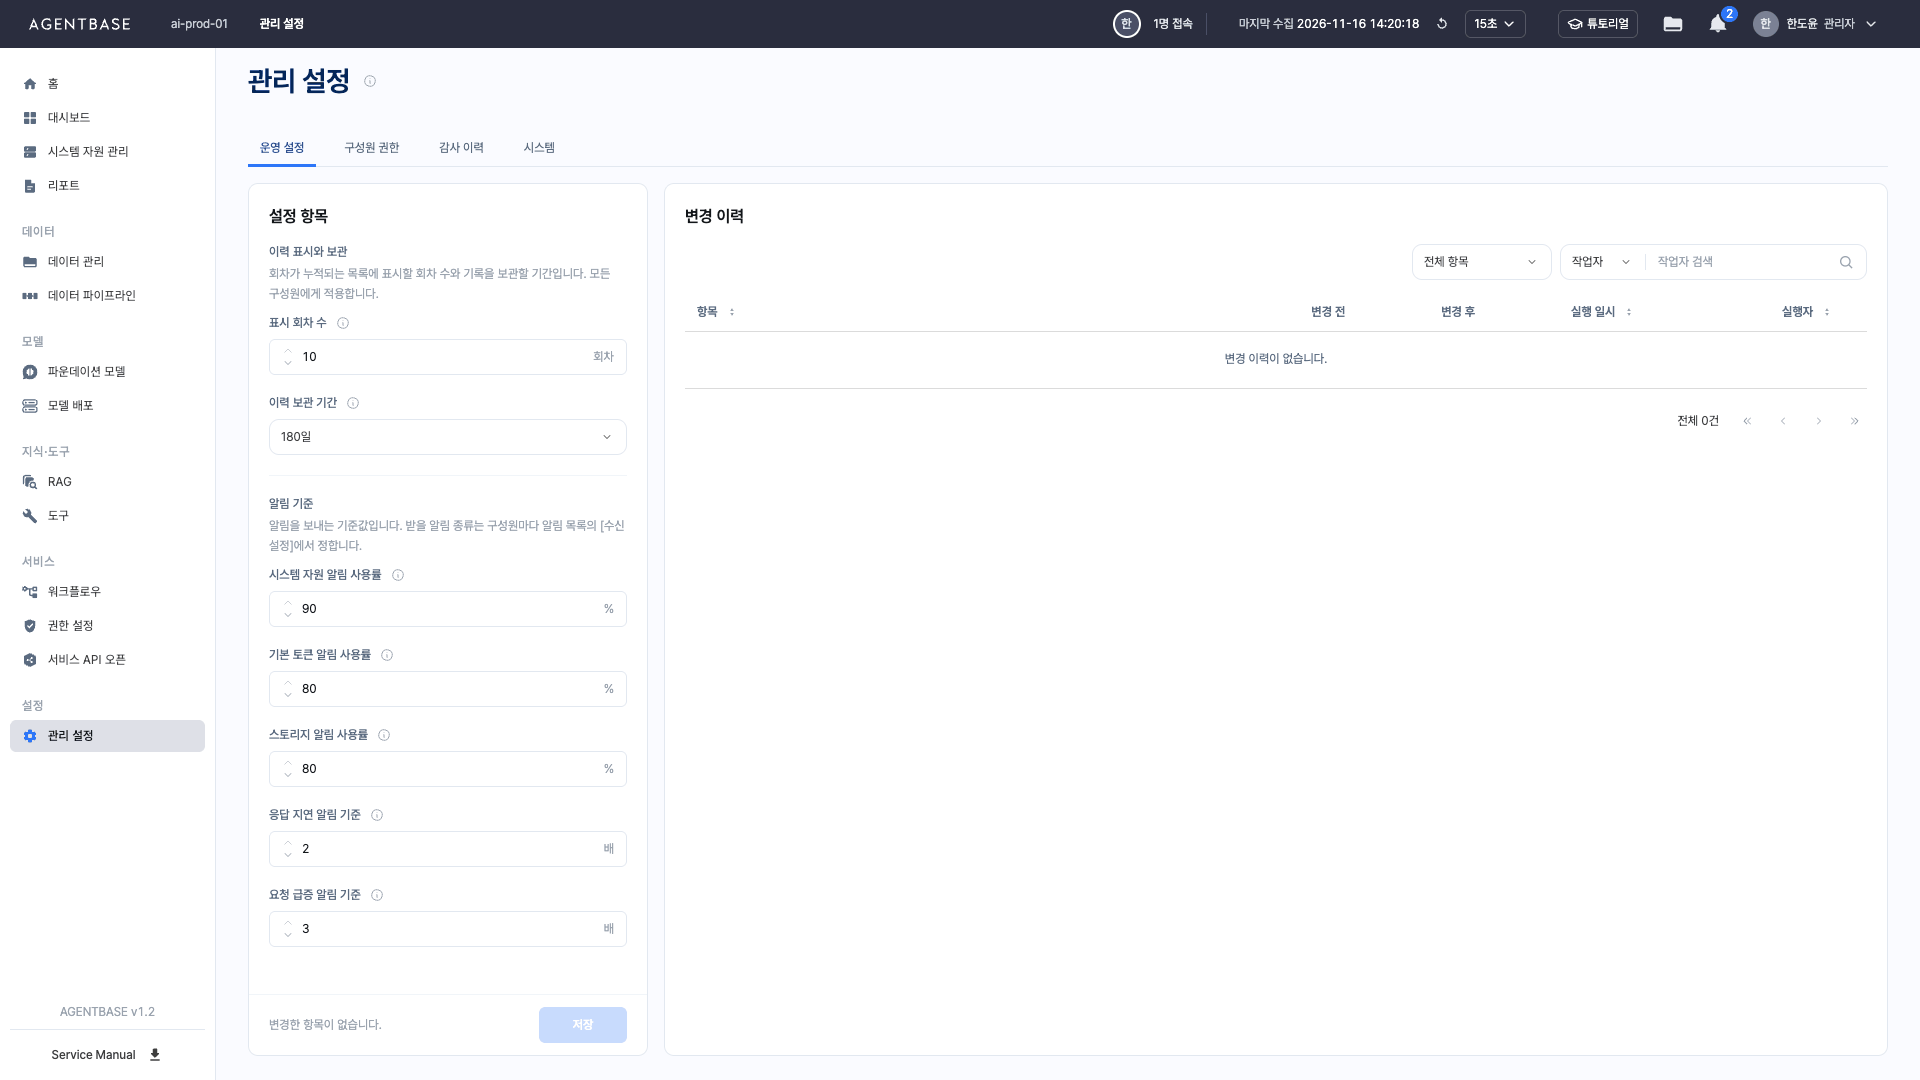 AGENTBASE
ai-prod-01
관리 설정
한
1명 접속
마지막 수집 2026-11-16 14:20:18
15초
튜토리얼
2
한
한도윤 관리자
홈
대시보드
시스템 자원 관리
리포트
데이터
데이터 관리
데이터 파이프라인
모델
파운데이션 모델
모델 배포
지식·도구
RAG
도구
서비스
워크플로우
권한 설정
서비스 API 오픈
설정
관리 설정
AGENTBASE v1.2
Service Manual
관리 설정
운영 설정
구성원 권한
감사 이력
시스템
설정 항목
이력 표시와 보관
회차가 누적되는 목록에 표시할 회차 수와 기록을 보관할 기간입니다. 모든
구성원에게 적용합니다.
표시 회차 수
10
회차
이력 보관 기간
180일
알림 기준
알림을 보내는 기준값입니다. 받을 알림 종류는 구성원마다 알림 목록의 [수신
설정]에서 정합니다.
시스템 자원 알림 사용률
90
%
기본 토큰 알림 사용률
80
%
스토리지 알림 사용률
80
%
응답 지연 알림 기준
2
배
요청 급증 알림 기준
3
배
변경한 항목이 없습니다.
저장
변경 이력
전체 항목
작업자
작업자 검색
항목
변경 전
변경 후
실행 일시
실행자
변경 이력이 없습니다.
전체 0건